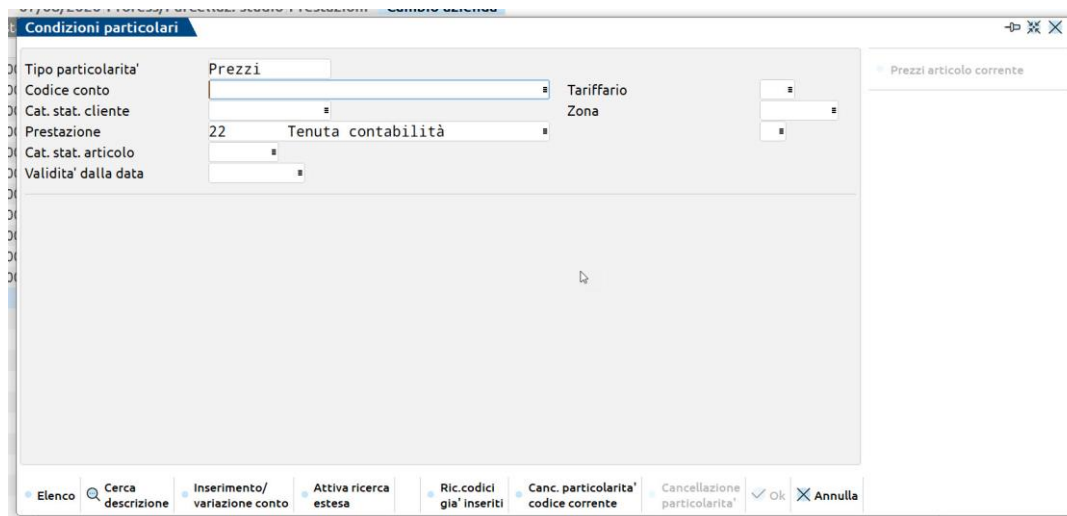 Cambio azienda
Condizioni particolari
Tipo particolarita' Prezzi
Prezzi articolo corrente
Codice conto Tariffario
Cat. stat. cliente Zona
Prestazione 22 Tenuta contabilità
Cat. stat. articolo
Validita' dalla data
Elenco
Cerca
descrizione
Inserimento/
variazione conto
Attiva ricerca
estesa
Ric.codici
gia' inseriti
Canc. particolarita'
codice corrente
Cancellazione
particolarita'
Ok
Annulla